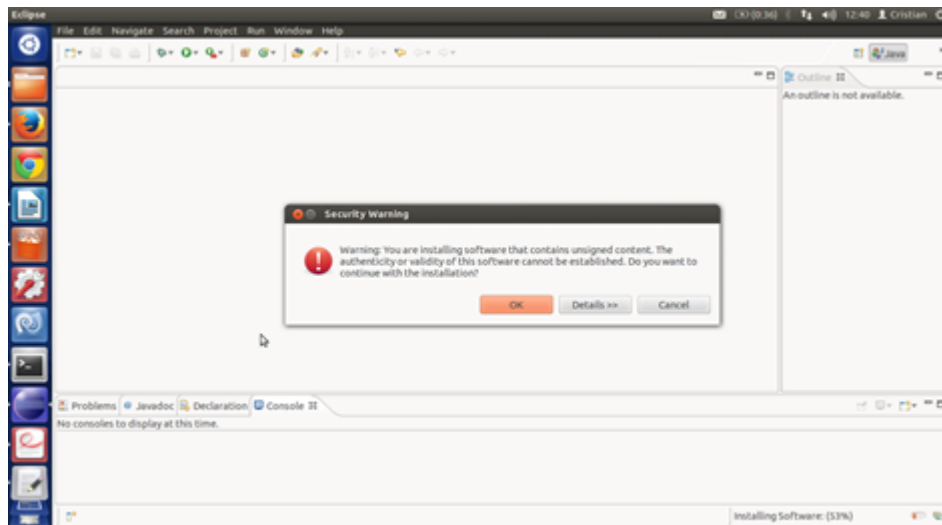 Eclipse
(0:36) 12:40 Cristian
File Edit Navigate Search Project Run Window Help
Java
Outline
An outline is not available.
Security Warning
Warning: You are installing software that contains unsigned content. The
authenticity or validity of this software cannot be established. Do you want to
continue with the installation?
OK Details >> Cancel
Problems Javadoc Declaration Console
No consoles to display at this time.
Installing Software: (53%)